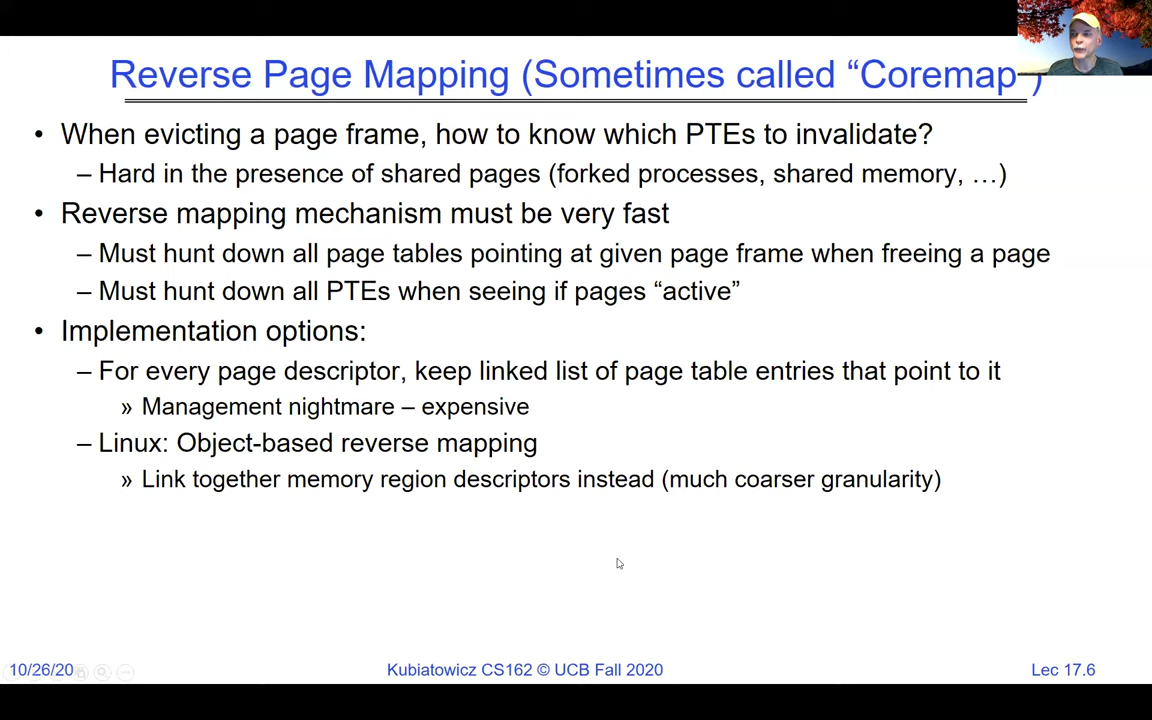 Reverse Page Mapping (Sometimes called “Coremap”)
• When evicting a page frame, how to know which PTEs to invalidate?
– Hard in the presence of shared pages (forked processes, shared memory, …)
• Reverse mapping mechanism must be very fast
– Must hunt down all page tables pointing at given page frame when freeing a page
– Must hunt down all PTEs when seeing if pages “active”
• Implementation options:
– For every page descriptor, keep linked list of page table entries that point to it
» Management nightmare – expensive
– Linux: Object-based reverse mapping
» Link together memory region descriptors instead (much coarser granularity)
10/26/20 Kubiatowicz CS162 © UCB Fall 2020 Lec 17.6